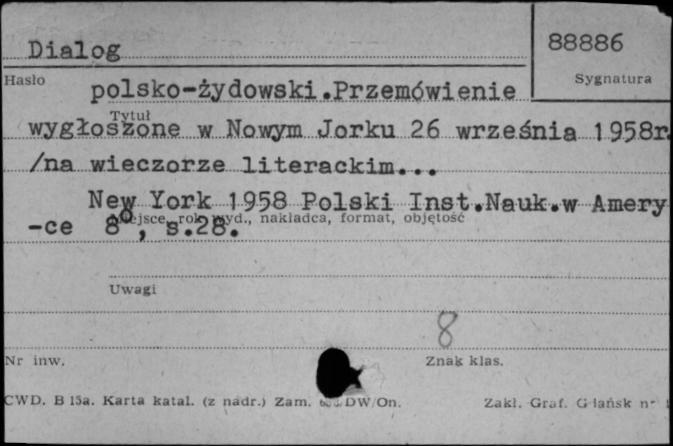 Dialog
88886
Hasło
Sygnatura
polsko-żydowski.Przemówienie
Tytuł
wygłoszone w Nowym Jorku 26 września 1958r.
/na wieczorze literackim...
New York 1958 Polski Inst.Nauk.w Amery
Miejsce, rok wyd., nakładca, format, objętość
-ce 8°, s.28.
Uwagi
8
Nr inw.
Znak klas.
CWD. B 15a. Karta katal. (z nadr.) Zam. DW/On.
Zakł. Graf. Gdańsk n